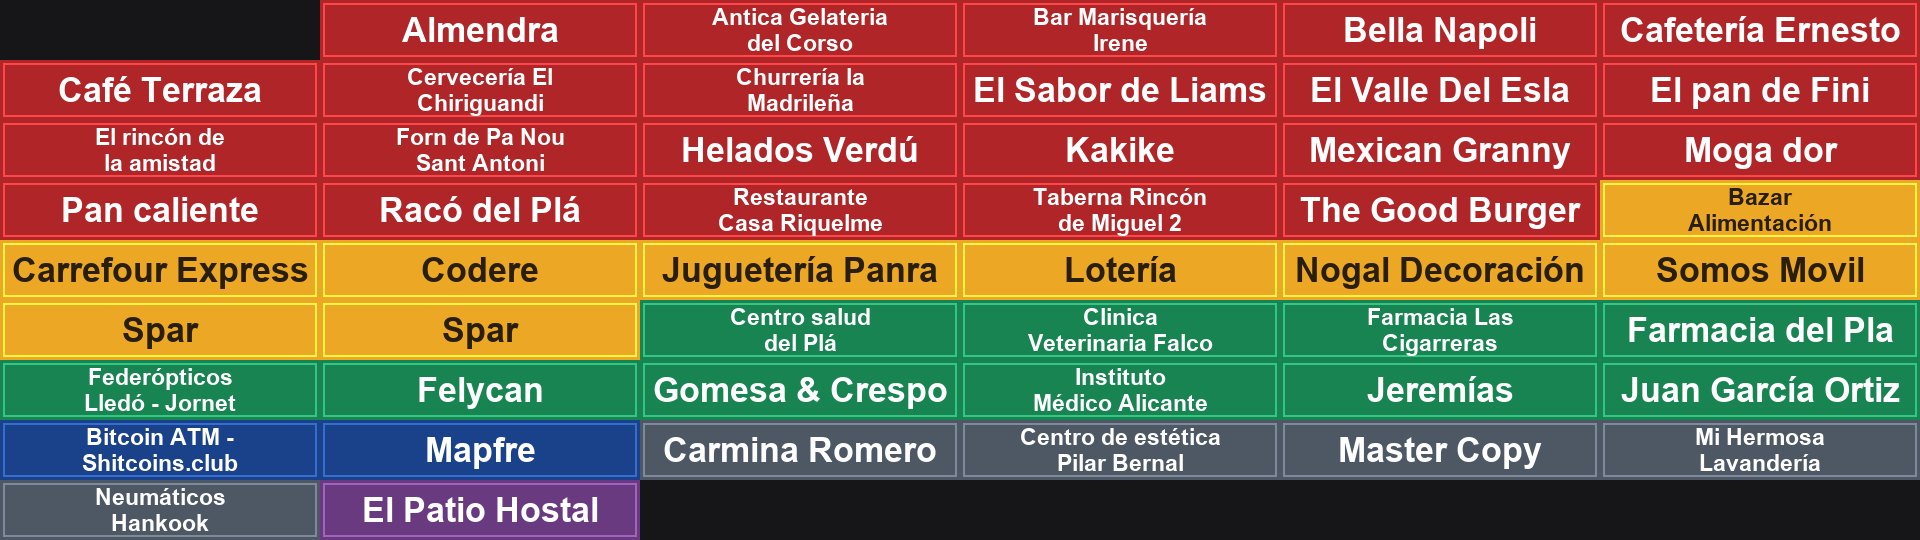 Almendra
Antica Gelateria
del Corso
Bar Marisquería
Irene
Bella Napoli
Cafetería Ernesto
Café Terraza
Cervecería El
Chiriguandi
Churrería la
Madrileña
El Sabor de Liams
El Valle Del Esla
El pan de Fini
El rincón de
la amistad
Forn de Pa Nou
Sant Antoni
Helados Verdú
Kakike
Mexican Granny
Moga dor
Pan caliente
Racó del Plá
Restaurante
Casa Riquelme
Taberna Rincón
de Miguel 2
The Good Burger
Bazar
Alimentación
Carrefour Express
Codere
Juguetería Panra
Lotería
Nogal Decoración
Somos Movil
Spar
Spar
Centro salud
del Plá
Clinica
Veterinaria Falco
Farmacia Las
Cigarreras
Farmacia del Pla
Federópticos
Lledó - Jornet
Felycan
Gomesa & Crespo
Instituto
Médico Alicante
Jeremías
Juan García Ortiz
Bitcoin ATM -
Shitcoins.club
Mapfre
Carmina Romero
Centro de estética
Pilar Bernal
Master Copy
Mi Hermosa
Lavandería
Neumáticos
Hankook
El Patio Hostal